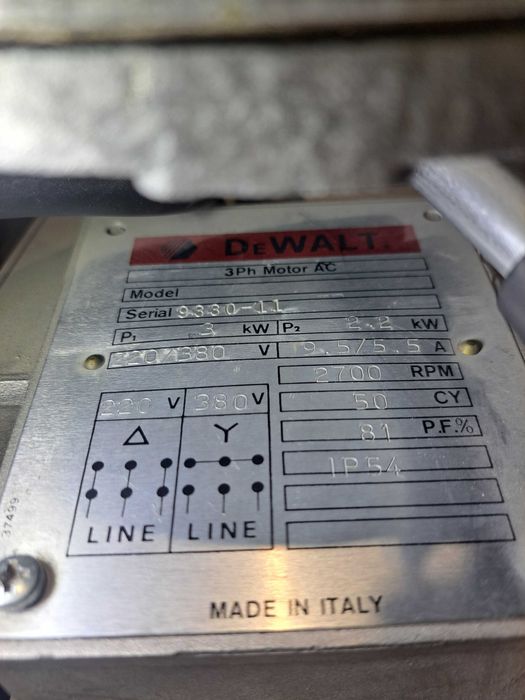 DEWALT.
3Ph Motor AC
Model
Serial 9330-11
P1 3 kW P2 2.2 kW
220/380 V 9.5/5.5 A
2700 RPM
220 V 380 V 50 CY
81 P.F.%
IP54
Δ Y
LINE LINE
37499
MADE IN ITALY